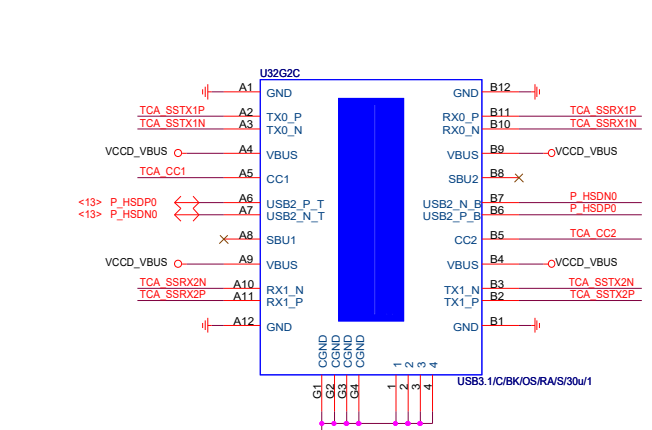 U32G2C
A1 GND GND B12
TCA_SSTX1P A2 TX0_P RX0_P B11 TCA_SSRX1P
TCA_SSTX1N A3 TX0_N RX0_N B10 TCA_SSRX1N
VCCD_VBUS A4 VBUS VBUS B9 VCCD_VBUS
TCA_CC1 A5 CC1 SBU2 B8
<13> P_HSDP0 A6 USB2_P_T USB2_N_B B7 P_HSDN0
<13> P_HSDN0 A7 USB2_N_T USB2_P_B B6 P_HSDP0
A8 SBU1 CC2 B5 TCA_CC2
VCCD_VBUS A9 VBUS VBUS B4 VCCD_VBUS
TCA_SSRX2N A10 RX1_N TX1_N B3 TCA_SSTX2N
TCA_SSRX2P A11 RX1_P TX1_P B2 TCA_SSTX2P
A12 GND GND B1
CGND CGND CGND CGND 1 2 3 4
G1 G2 G3 G4 1 2 3 4
USB3.1/C/BK/OS/RA/S/30u/1